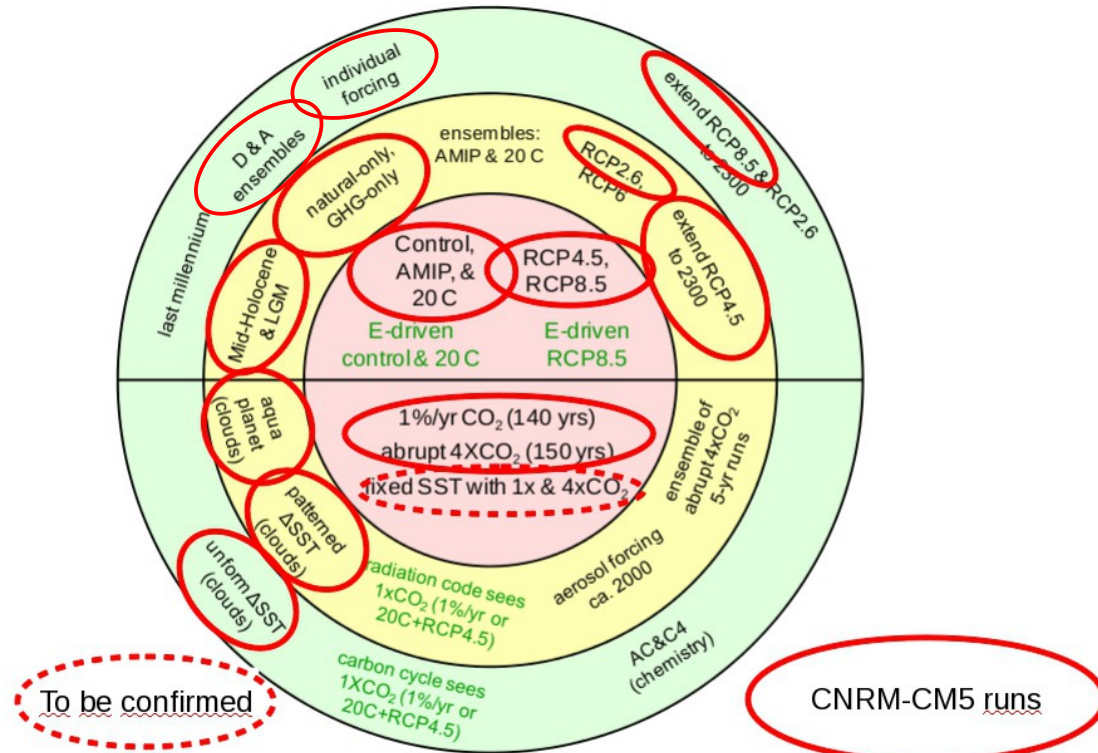 individual
forcing
D & A
ensembles
last millennium
natural-only,
GHG-only
Mid-Holocene
& LGM
ensembles:
AMIP & 20 C
RCP2.6,
RCP6
extend RCP8.5 & RCP2.6
to 2300
extend RCP4.5
to 2300
Control,
AMIP, &
20 C
RCP4.5,
RCP8.5
E-driven
control & 20 C
E-driven
RCP8.5
1%/yr CO₂ (140 yrs)
abrupt 4XCO₂ (150 yrs)
fixed SST with 1x & 4xCO₂
aqua
planet
(clouds)
patterned
ΔSST
(clouds)
uniform ΔSST
(clouds)
radiation code sees
1xCO₂ (1%/yr or
20C+RCP4.5)
carbon cycle sees
1XCO₂ (1%/yr or
20C+RCP4.5)
aerosol forcing
ca. 2000
ensemble of
abrupt 4xCO₂
5-yr runs
AC&C4
(chemistry)
To be confirmed
CNRM-CM5 runs